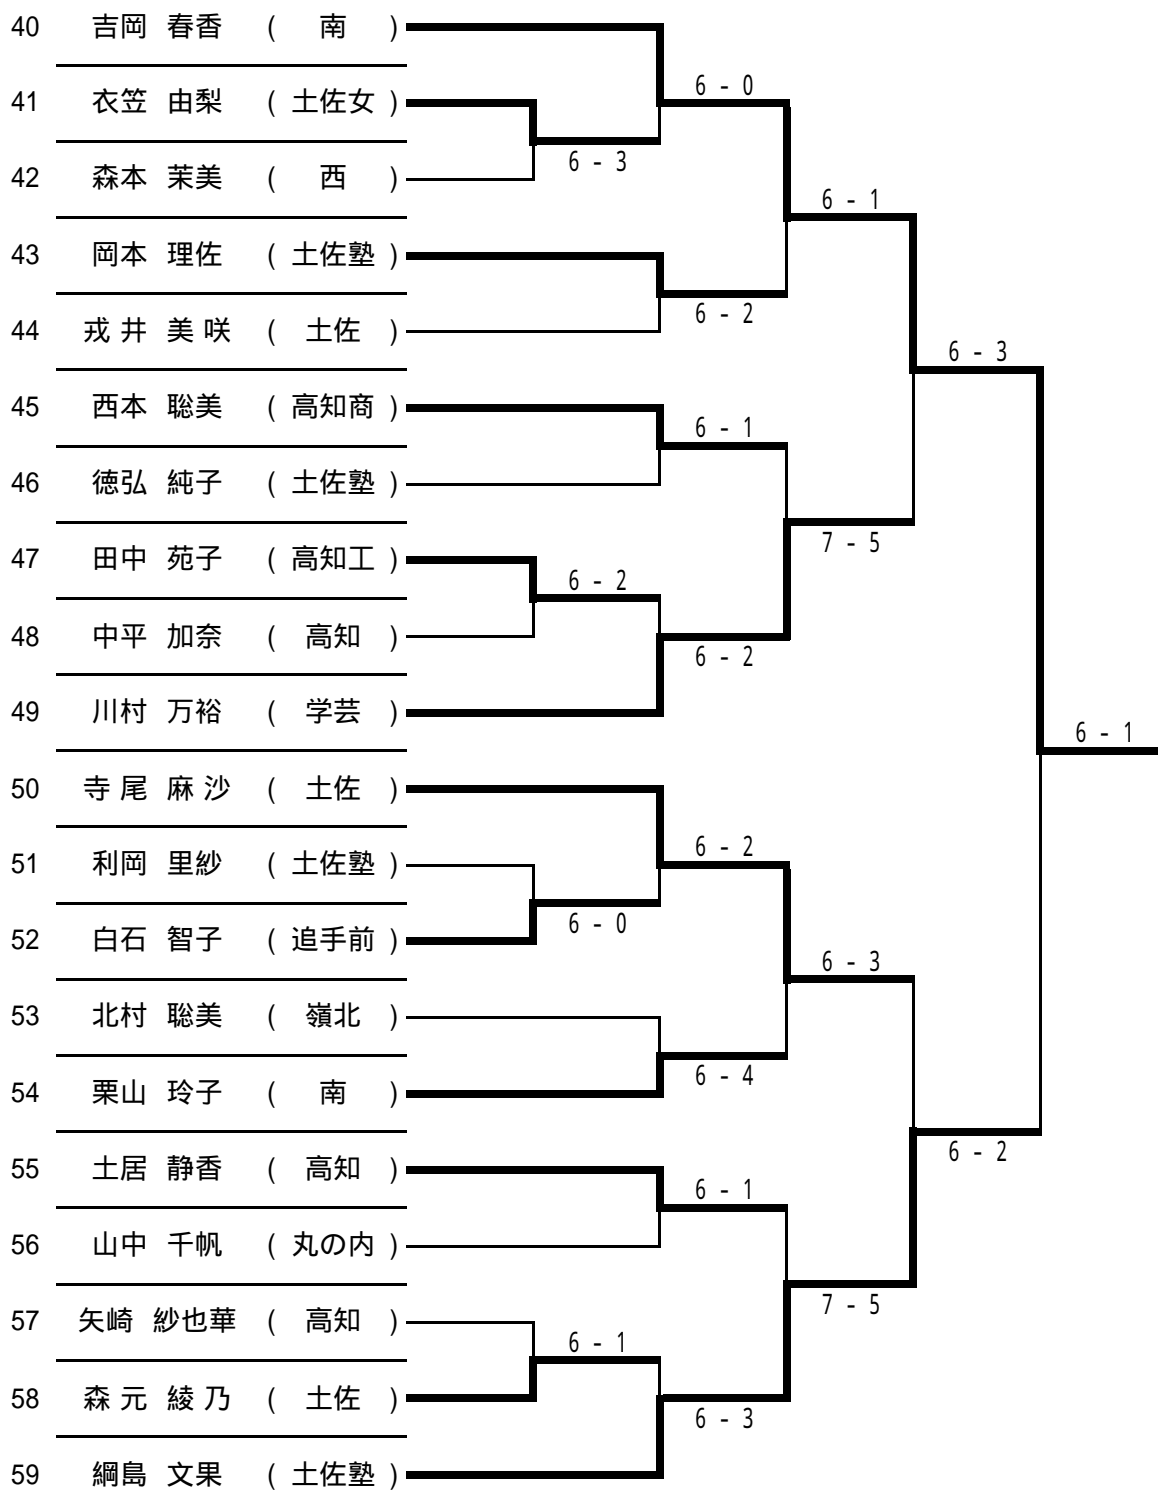 40 吉岡 春香 ( 南 )
6 - 0
41 衣笠 由梨 ( 土佐女 )
6 - 3
42 森本 茉美 ( 西 )
6 - 1
43 岡本 理佐 ( 土佐塾 )
6 - 2
44 戎井 美咲 ( 土佐 )
6 - 3
45 西本 聡美 ( 高知商 )
6 - 1
46 徳弘 純子 ( 土佐塾 )
7 - 5
47 田中 苑子 ( 高知工 )
6 - 2
48 中平 加奈 ( 高知 )
6 - 2
49 川村 万裕 ( 学芸 )
6 - 1
50 寺尾 麻沙 ( 土佐 )
6 - 2
51 利岡 里紗 ( 土佐塾 )
6 - 0
52 白石 智子 ( 追手前 )
6 - 3
53 北村 聡美 ( 嶺北 )
6 - 4
54 栗山 玲子 ( 南 )
6 - 2
55 土居 静香 ( 高知 )
6 - 1
56 山中 千帆 ( 丸の内 )
7 - 5
57 矢崎 紗也華 ( 高知 )
6 - 1
58 森元 綾乃 ( 土佐 )
6 - 3
59 綱島 文果 ( 土佐塾 )